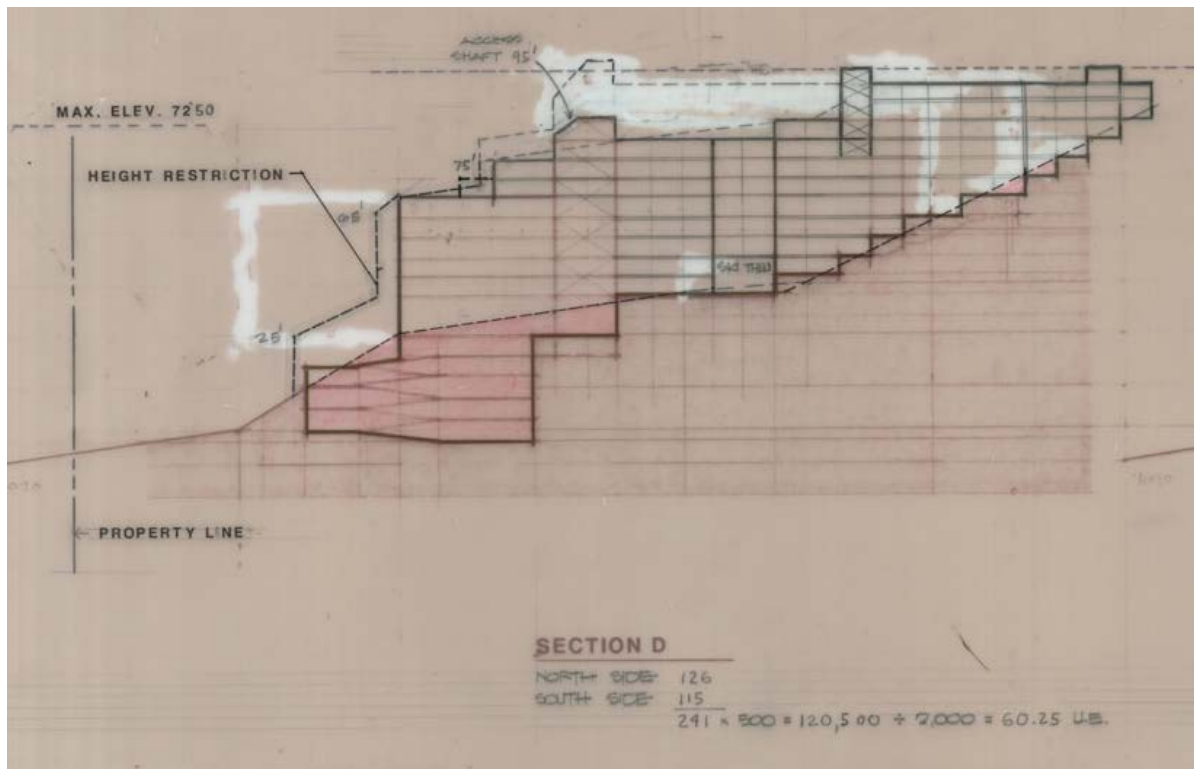 ACCESS
SHAFT 95'
MAX. ELEV. 7250
HEIGHT RESTRICTION
75'
25'
THRU
PROPERTY LINE
SECTION D
NORTH SIDE 126
SOUTH SIDE 115
241 x 500 = 120,500 ÷ 2,000 = 60.25 U.E.